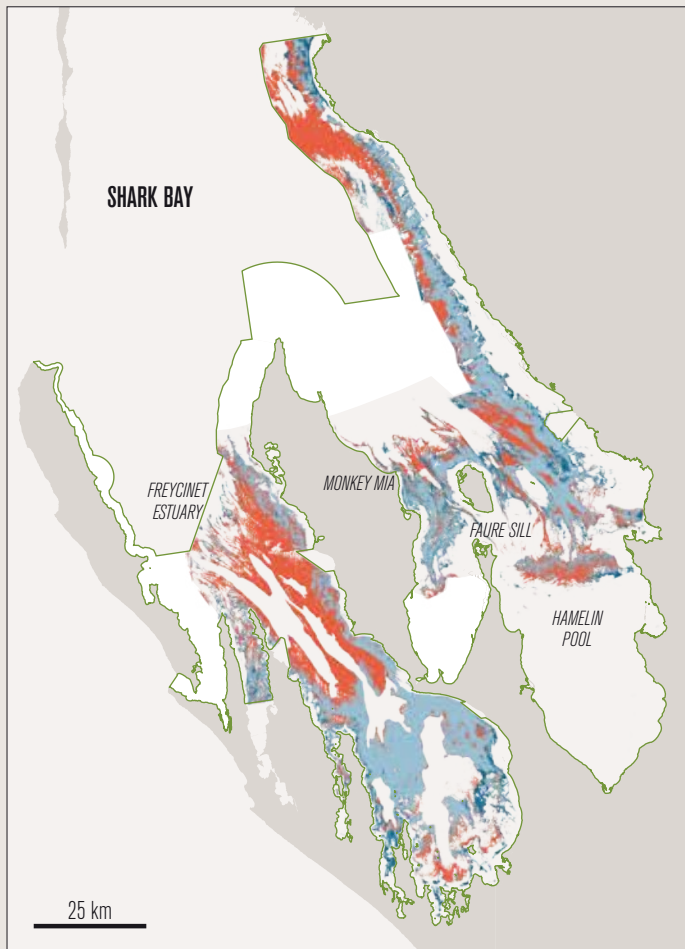 SHARK BAY
FREYCINET
ESTUARY
MONKEY MIA
FAURE SILL
HAMELIN
POOL
25 km